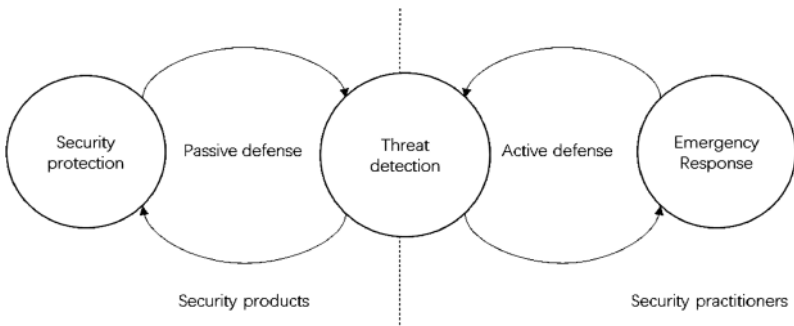 Security
protection
Passive defense
Threat
detection
Active defense
Emergency
Response
Security products
Security practitioners